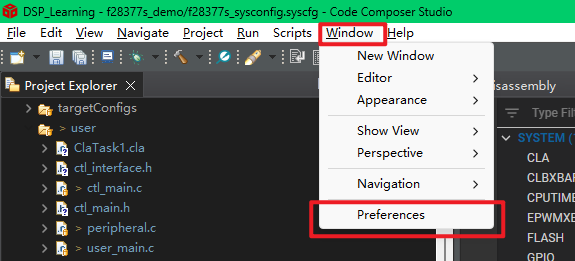 DSP_Learning - f28377s_demo/f28377s_sysconfig.syscfg - Code Composer Studio
File Edit View Navigate Project Run Scripts Window Help
New Window
Editor
Appearance
Show View
Perspective
Navigation
Preferences
Project Explorer
targetConfigs
> user
ClaTask1.cla
ctl_interface.h
> ctl_main.c
ctl_main.h
> peripheral.c
> user_main.c
isassembly
Type Filt
SYSTEM (1
CLA
CLBXBAR
CPUTIME
EPWMXB
FLASH
GPIO